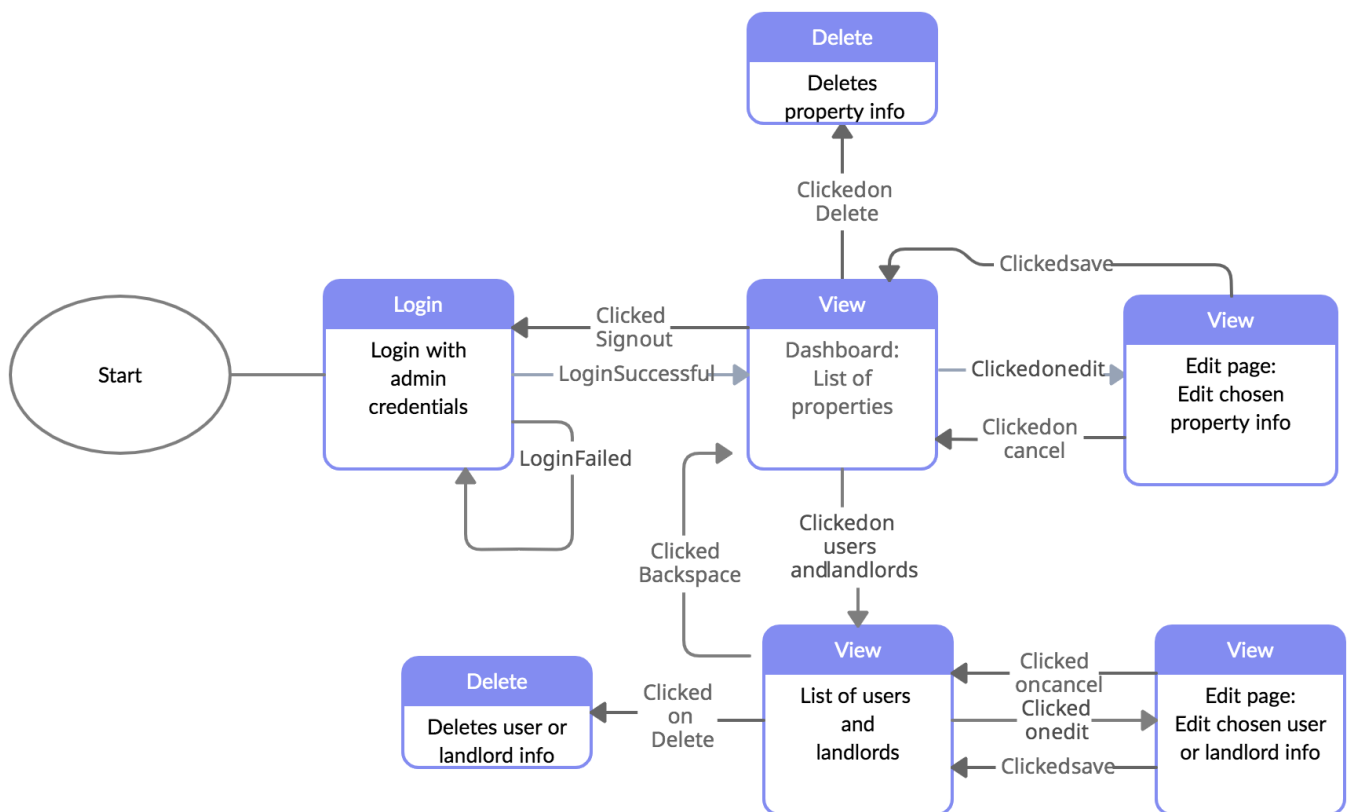 Delete
Deletes
property info
Clickedon
Delete
Clickedsave
Login
Login with
admin
credentials
Clicked
Signout
LoginSuccessful
LoginFailed
Start
View
Dashboard:
List of
properties
Clickedonedit
Clickedon
cancel
View
Edit page:
Edit chosen
property info
Clickedon
users
andlandlords
Clicked
Backspace
View
List of users
and
landlords
Delete
Deletes user or
landlord info
Clicked
on
Delete
Clicked
oncancel
Clicked
onedit
Clickedsave
View
Edit page:
Edit chosen user
or landlord info